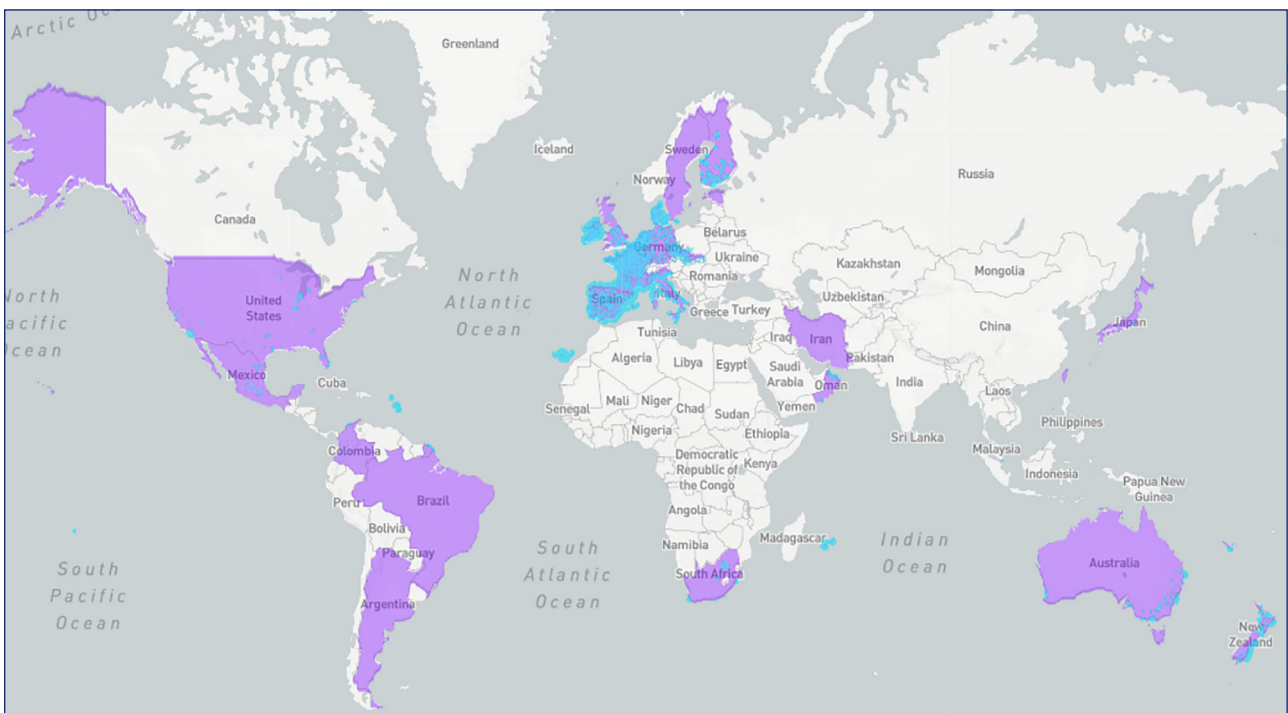 Arctic Oc
Greenland
Iceland
Sweden
Norway
Russia
Canada
Belarus
Germany
Ukraine
Kazakhstan
Mongolia
Romania
North
Atlantic
Ocean
North
acific
cean
United
States
Spain
Italy
Uzbekistan
Greece
Turkey
Japan
China
Tunisia
Iraq
Iran
Pakistan
Algeria
Libya
Egypt
Saudi
Arabia
Oman
India
Mexico
Cuba
Laos
Mali
Niger
Chad
Sudan
Yemen
Senegal
Nigeria
Ethiopia
Philippines
Sri Lanka
Colombia
Democratic
Republic of
the Congo
Kenya
Malaysia
Indonesia
Papua New
Guinea
Peru
Brazil
Angola
Bolivia
Namibia
Madagascar
Indian
Ocean
Paraguay
South
Atlantic
Ocean
South Africa
Australia
South
Pacific
Ocean
Argentina
New
Zealand